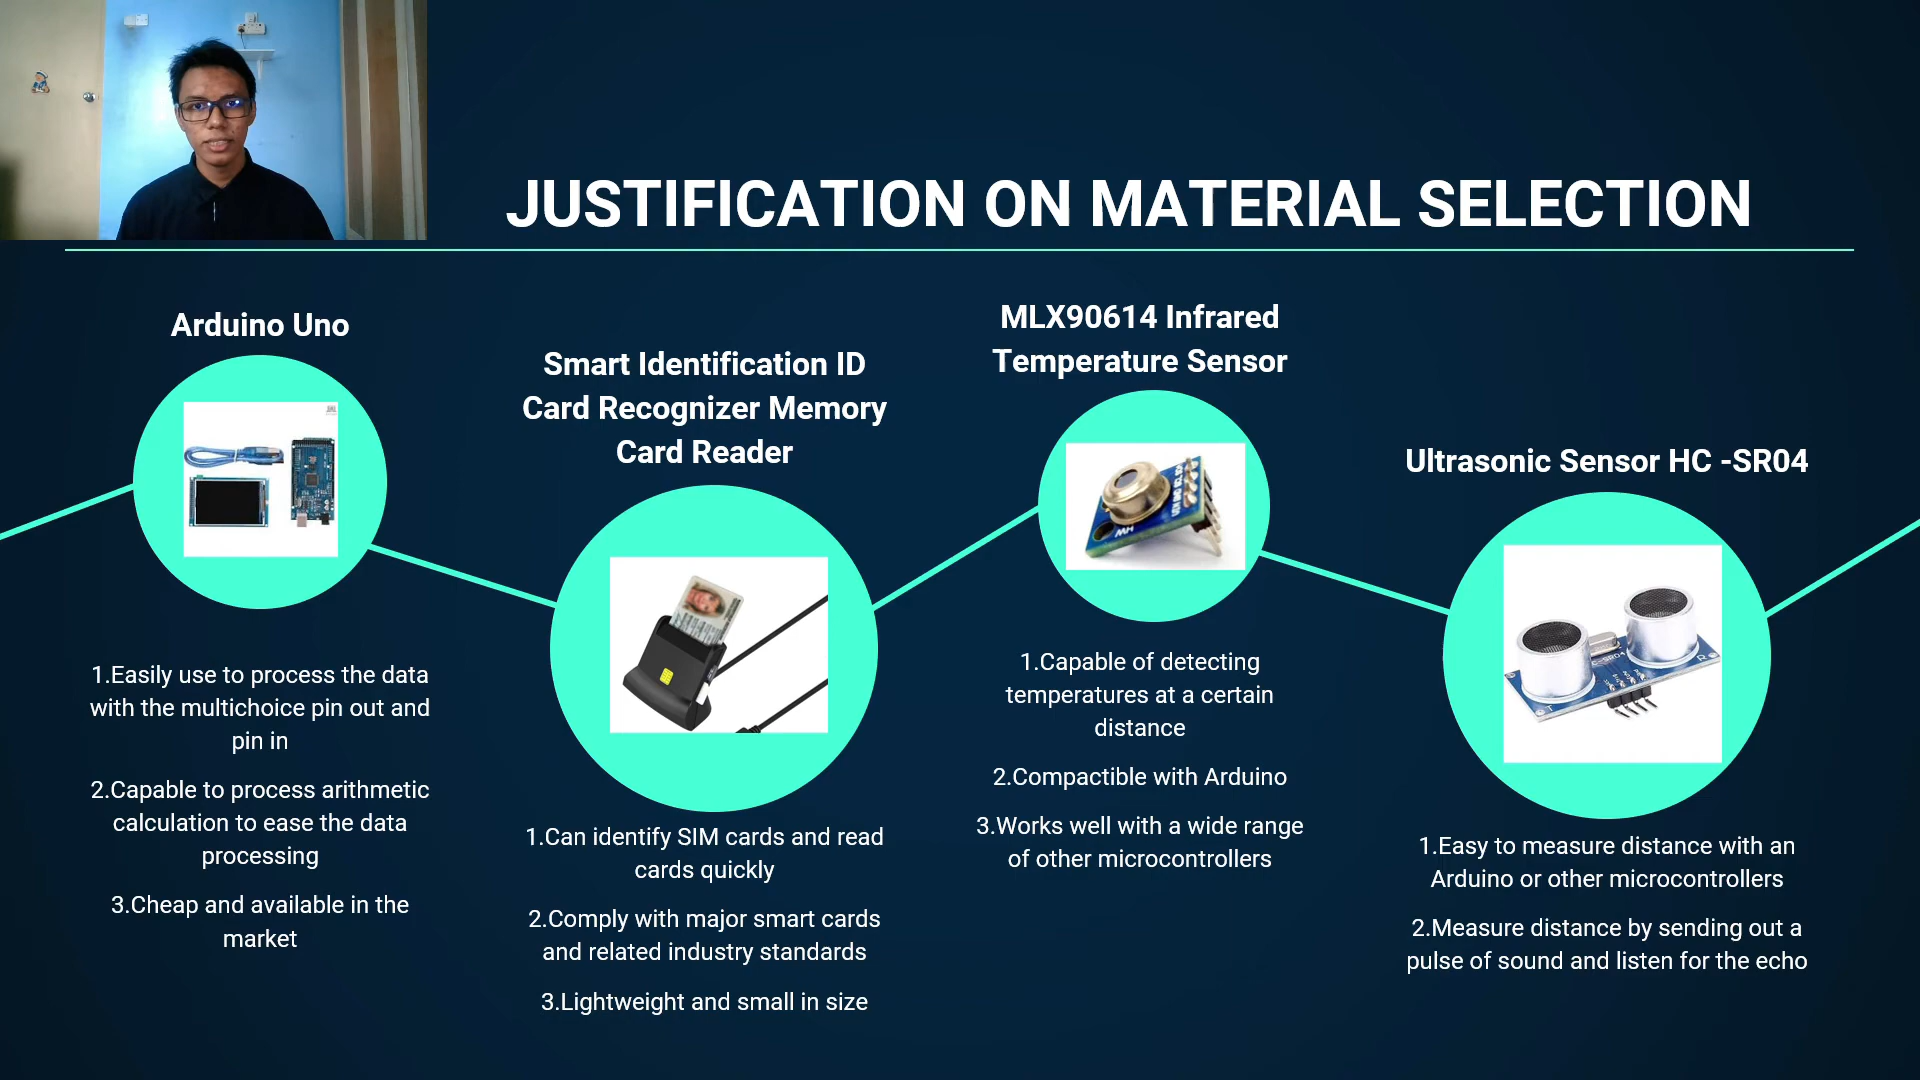 JUSTIFICATION ON MATERIAL SELECTION
Arduino Uno
1.Easily use to process the data
with the multichoice pin out and
pin in
2.Capable to process arithmetic
calculation to ease the data
processing
3.Cheap and available in the
market
Smart Identification ID
Card Recognizer Memory
Card Reader
1.Can identify SIM cards and read
cards quickly
2.Comply with major smart cards
and related industry standards
3.Lightweight and small in size
MLX90614 Infrared
Temperature Sensor
1.Capable of detecting
temperatures at a certain
distance
2.Compactible with Arduino
3.Works well with a wide range
of other microcontrollers
Ultrasonic Sensor HC -SR04
T
R
1.Easy to measure distance with an
Arduino or other microcontrollers
2.Measure distance by sending out a
pulse of sound and listen for the echo